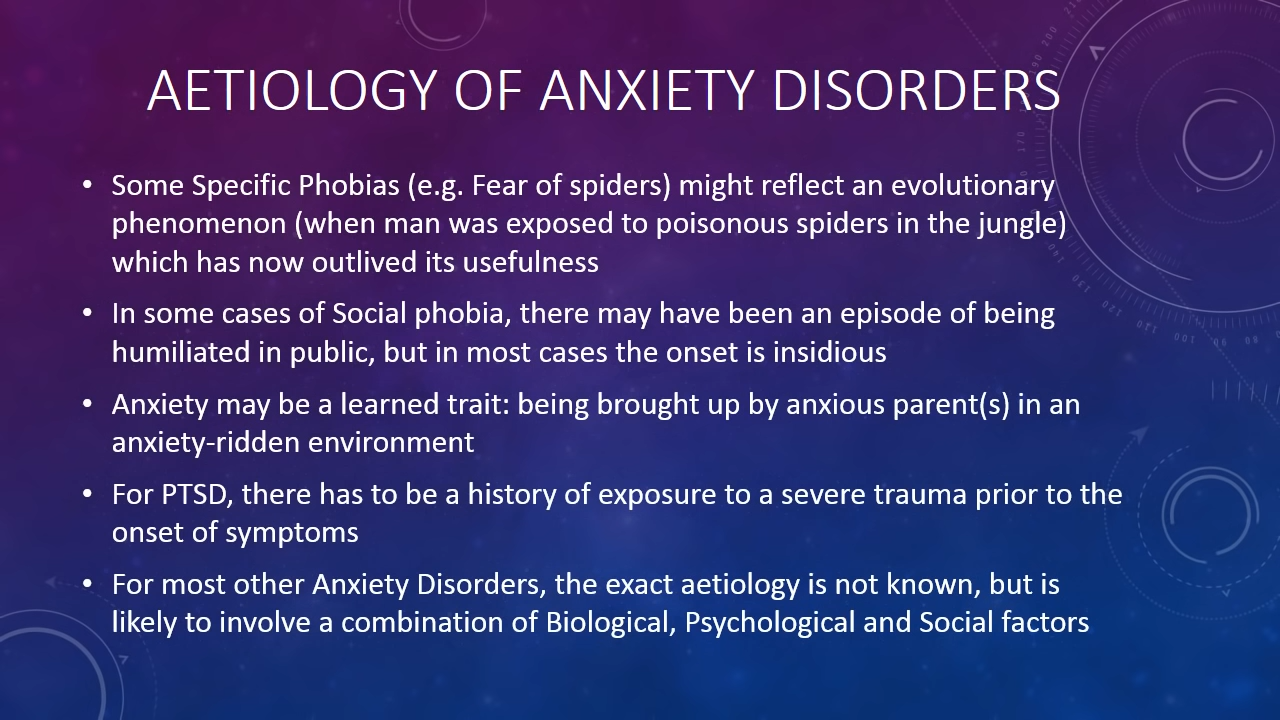 AETIOLOGY OF ANXIETY DISORDERS
• Some Specific Phobias (e.g. Fear of spiders) might reflect an evolutionary
phenomenon (when man was exposed to poisonous spiders in the jungle)
which has now outlived its usefulness
• In some cases of Social phobia, there may have been an episode of being
humiliated in public, but in most cases the onset is insidious
• Anxiety may be a learned trait: being brought up by anxious parent(s) in an
anxiety-ridden environment
• For PTSD, there has to be a history of exposure to a severe trauma prior to the
onset of symptoms
• For most other Anxiety Disorders, the exact aetiology is not known, but is
likely to involve a combination of Biological, Psychological and Social factors